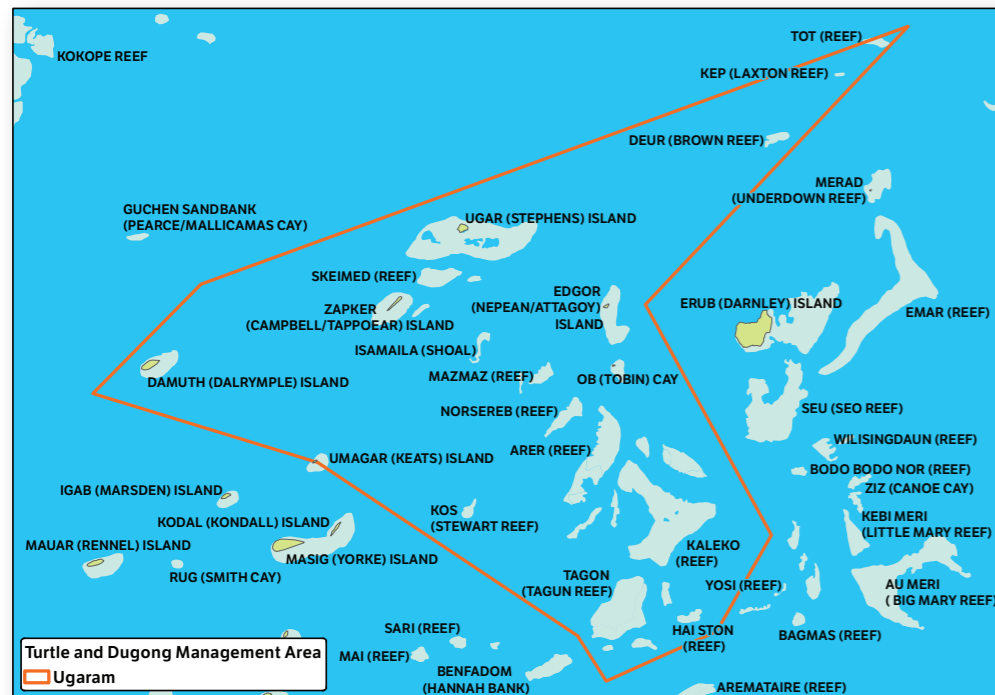 TOT (REEF)
KOKOPE REEF
KEP (LAXTON REEF)
DEUR (BROWN REEF)
MERAD
(UNDERDOWN REEF)
GUCHEN SANDBANK
(PEARCE/MALLICAMAS CAY)
UGAR (STEPHENS) ISLAND
SKEIMED (REEF)
EDGOR
(NEPEAN/ATTAGOY)
ISLAND
ERUB (DARNLEY) ISLAND
ZAPKER
(CAMPBELL/TAPPOEAR) ISLAND
EMAR (REEF)
ISAMAILA (SHOAL)
DAMUTH (DALRYMPLE) ISLAND
MAZMAZ (REEF)
OB (TOBIN) CAY
NORSEREB (REEF)
SEU (SEO REEF)
WILISINGDAUN (REEF)
ARER (REEF)
UMAGAR (KEATS) ISLAND
BODO BODO NOR (REEF)
ZIZ (CANOE CAY)
IGAB (MARSDEN) ISLAND
KOS
(STEWART REEF)
KEBI MERI
(LITTLE MARY REEF)
KODAL (KONDALL) ISLAND
MAUAR (RENNEL) ISLAND
KALEKO
(REEF)
MASIG (YORKE) ISLAND
RUG (SMITH CAY)
TAGON
(TAGUN REEF)
YOSI (REEF)
AU MERI
( BIG MARY REEF)
SARI (REEF)
HAI STON
(REEF)
BAGMAS (REEF)
MAI (REEF)
BENFADOM
(HANNAH BANK)
AREMATAIRE (REEF)
Turtle and Dugong Management Area
Ugaram